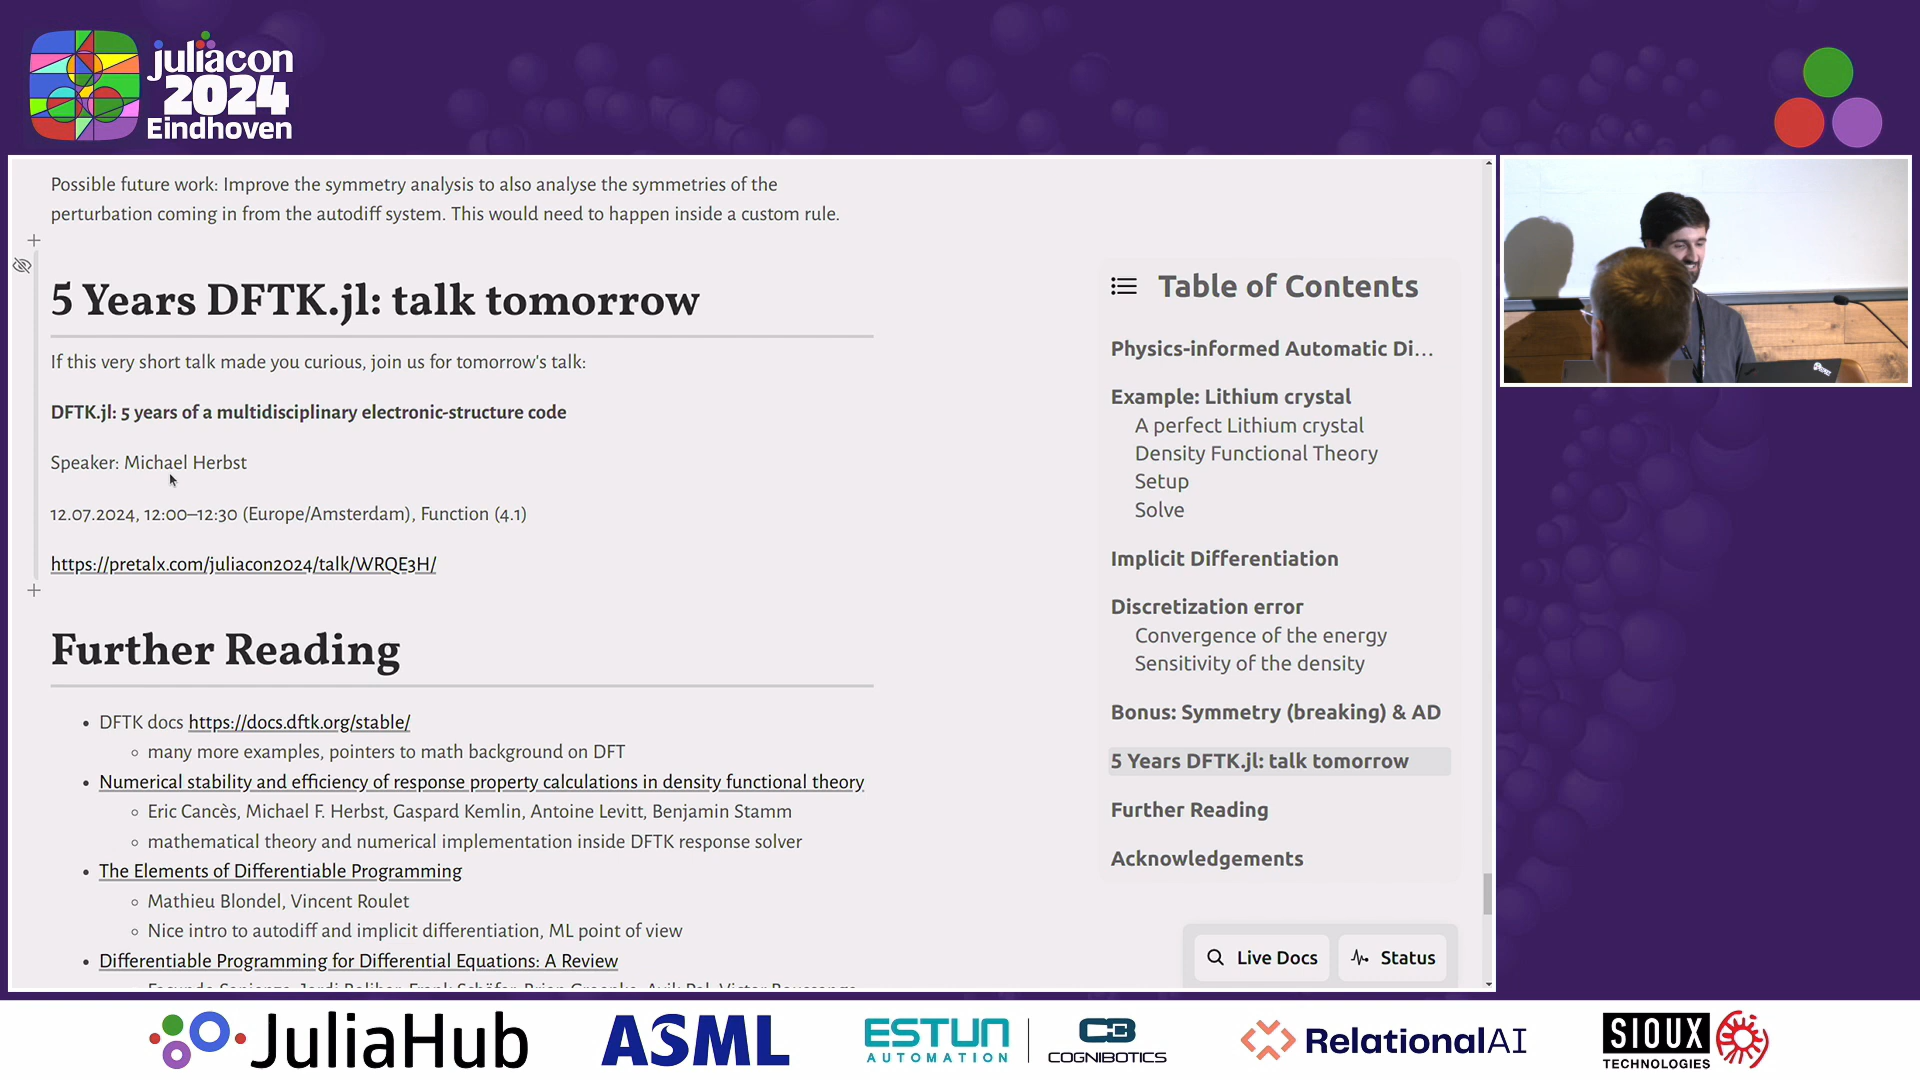 juliacon
2024
Eindhoven
Possible future work: Improve the symmetry analysis to also analyse the symmetries of the
perturbation coming in from the autodiff system. This would need to happen inside a custom rule.
5 Years DFTK.jl: talk tomorrow
If this very short talk made you curious, join us for tomorrow's talk:
DFTK.jl: 5 years of a multidisciplinary electronic-structure code
Speaker: Michael Herbst
12.07.2024, 12:00–12:30 (Europe/Amsterdam), Function (4.1)
https://pretalx.com/juliacon2024/talk/WRQE3H/
Further Reading
• DFTK docs https://docs.dftk.org/stable/
◦ many more examples, pointers to math background on DFT
• Numerical stability and efficiency of response property calculations in density functional theory
◦ Eric Cancès, Michael F. Herbst, Gaspard Kemlin, Antoine Levitt, Benjamin Stamm
◦ mathematical theory and numerical implementation inside DFTK response solver
• The Elements of Differentiable Programming
◦ Mathieu Blondel, Vincent Roulet
◦ Nice intro to autodiff and implicit differentiation, ML point of view
• Differentiable Programming for Differential Equations: A Review
Table of Contents
Physics-informed Automatic Di…
Example: Lithium crystal
A perfect Lithium crystal
Density Functional Theory
Setup
Solve
Implicit Differentiation
Discretization error
Convergence of the energy
Sensitivity of the density
Bonus: Symmetry (breaking) & AD
5 Years DFTK.jl: talk tomorrow
Further Reading
Acknowledgements
Live Docs
Status
JuliaHub
ASML
ESTUN
AUTOMATION
COGNIBOTICS
RelationalAI
SIOUX
TECHNOLOGIES